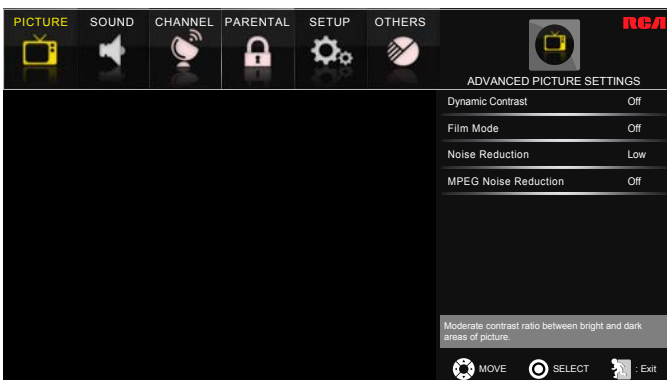 PICTURE SOUND CHANNEL PARENTAL SETUP OTHERS
RCA
ADVANCED PICTURE SETTINGS
Dynamic Contrast Off
Film Mode Off
Noise Reduction Low
MPEG Noise Reduction Off
Moderate contrast ratio between bright and dark
areas of picture.
MOVE SELECT : Exit